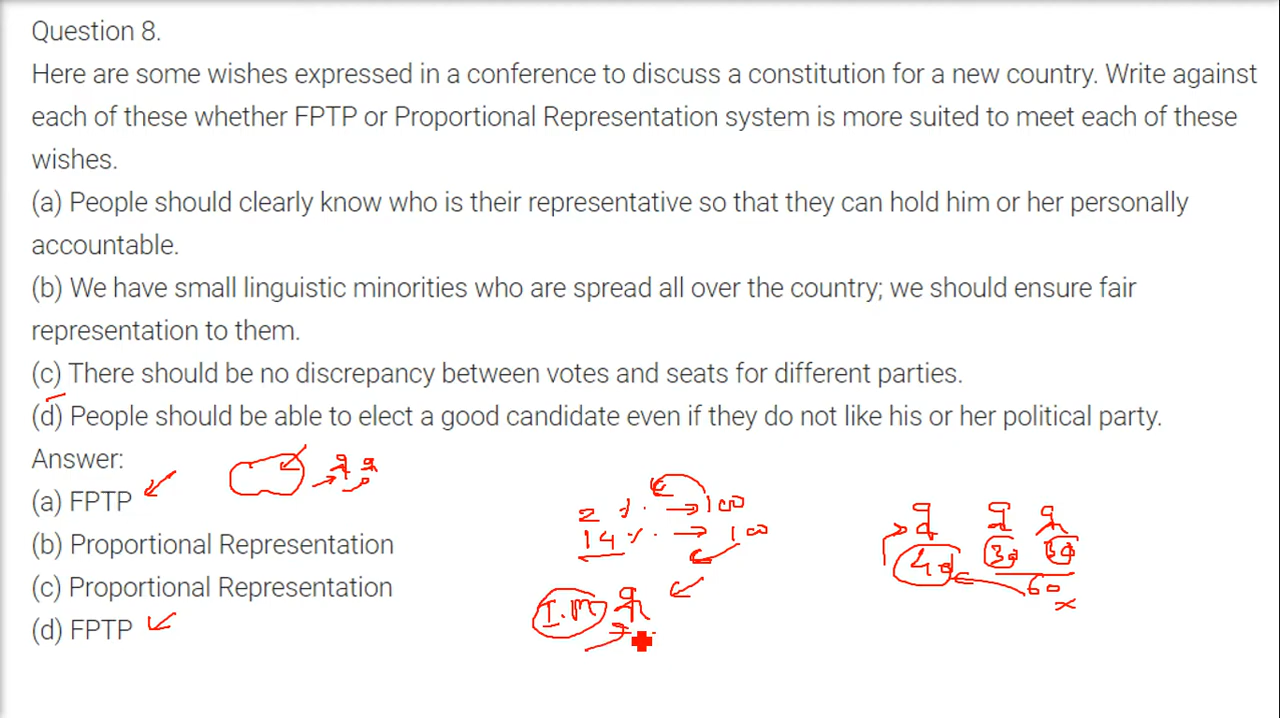 Question 8.
Here are some wishes expressed in a conference to discuss a constitution for a new country. Write against
each of these whether FPTP or Proportional Representation system is more suited to meet each of these
wishes.
(a) People should clearly know who is their representative so that they can hold him or her personally
accountable.
(b) We have small linguistic minorities who are spread all over the country; we should ensure fair
representation to them.
(c) There should be no discrepancy between votes and seats for different parties.
(d) People should be able to elect a good candidate even if they do not like his or her political party.
Answer:
(a) FPTP
(b) Proportional Representation
(c) Proportional Representation
(d) FPTP
2 % → 100
14 % → 100
I.m
40 30 30
60
x